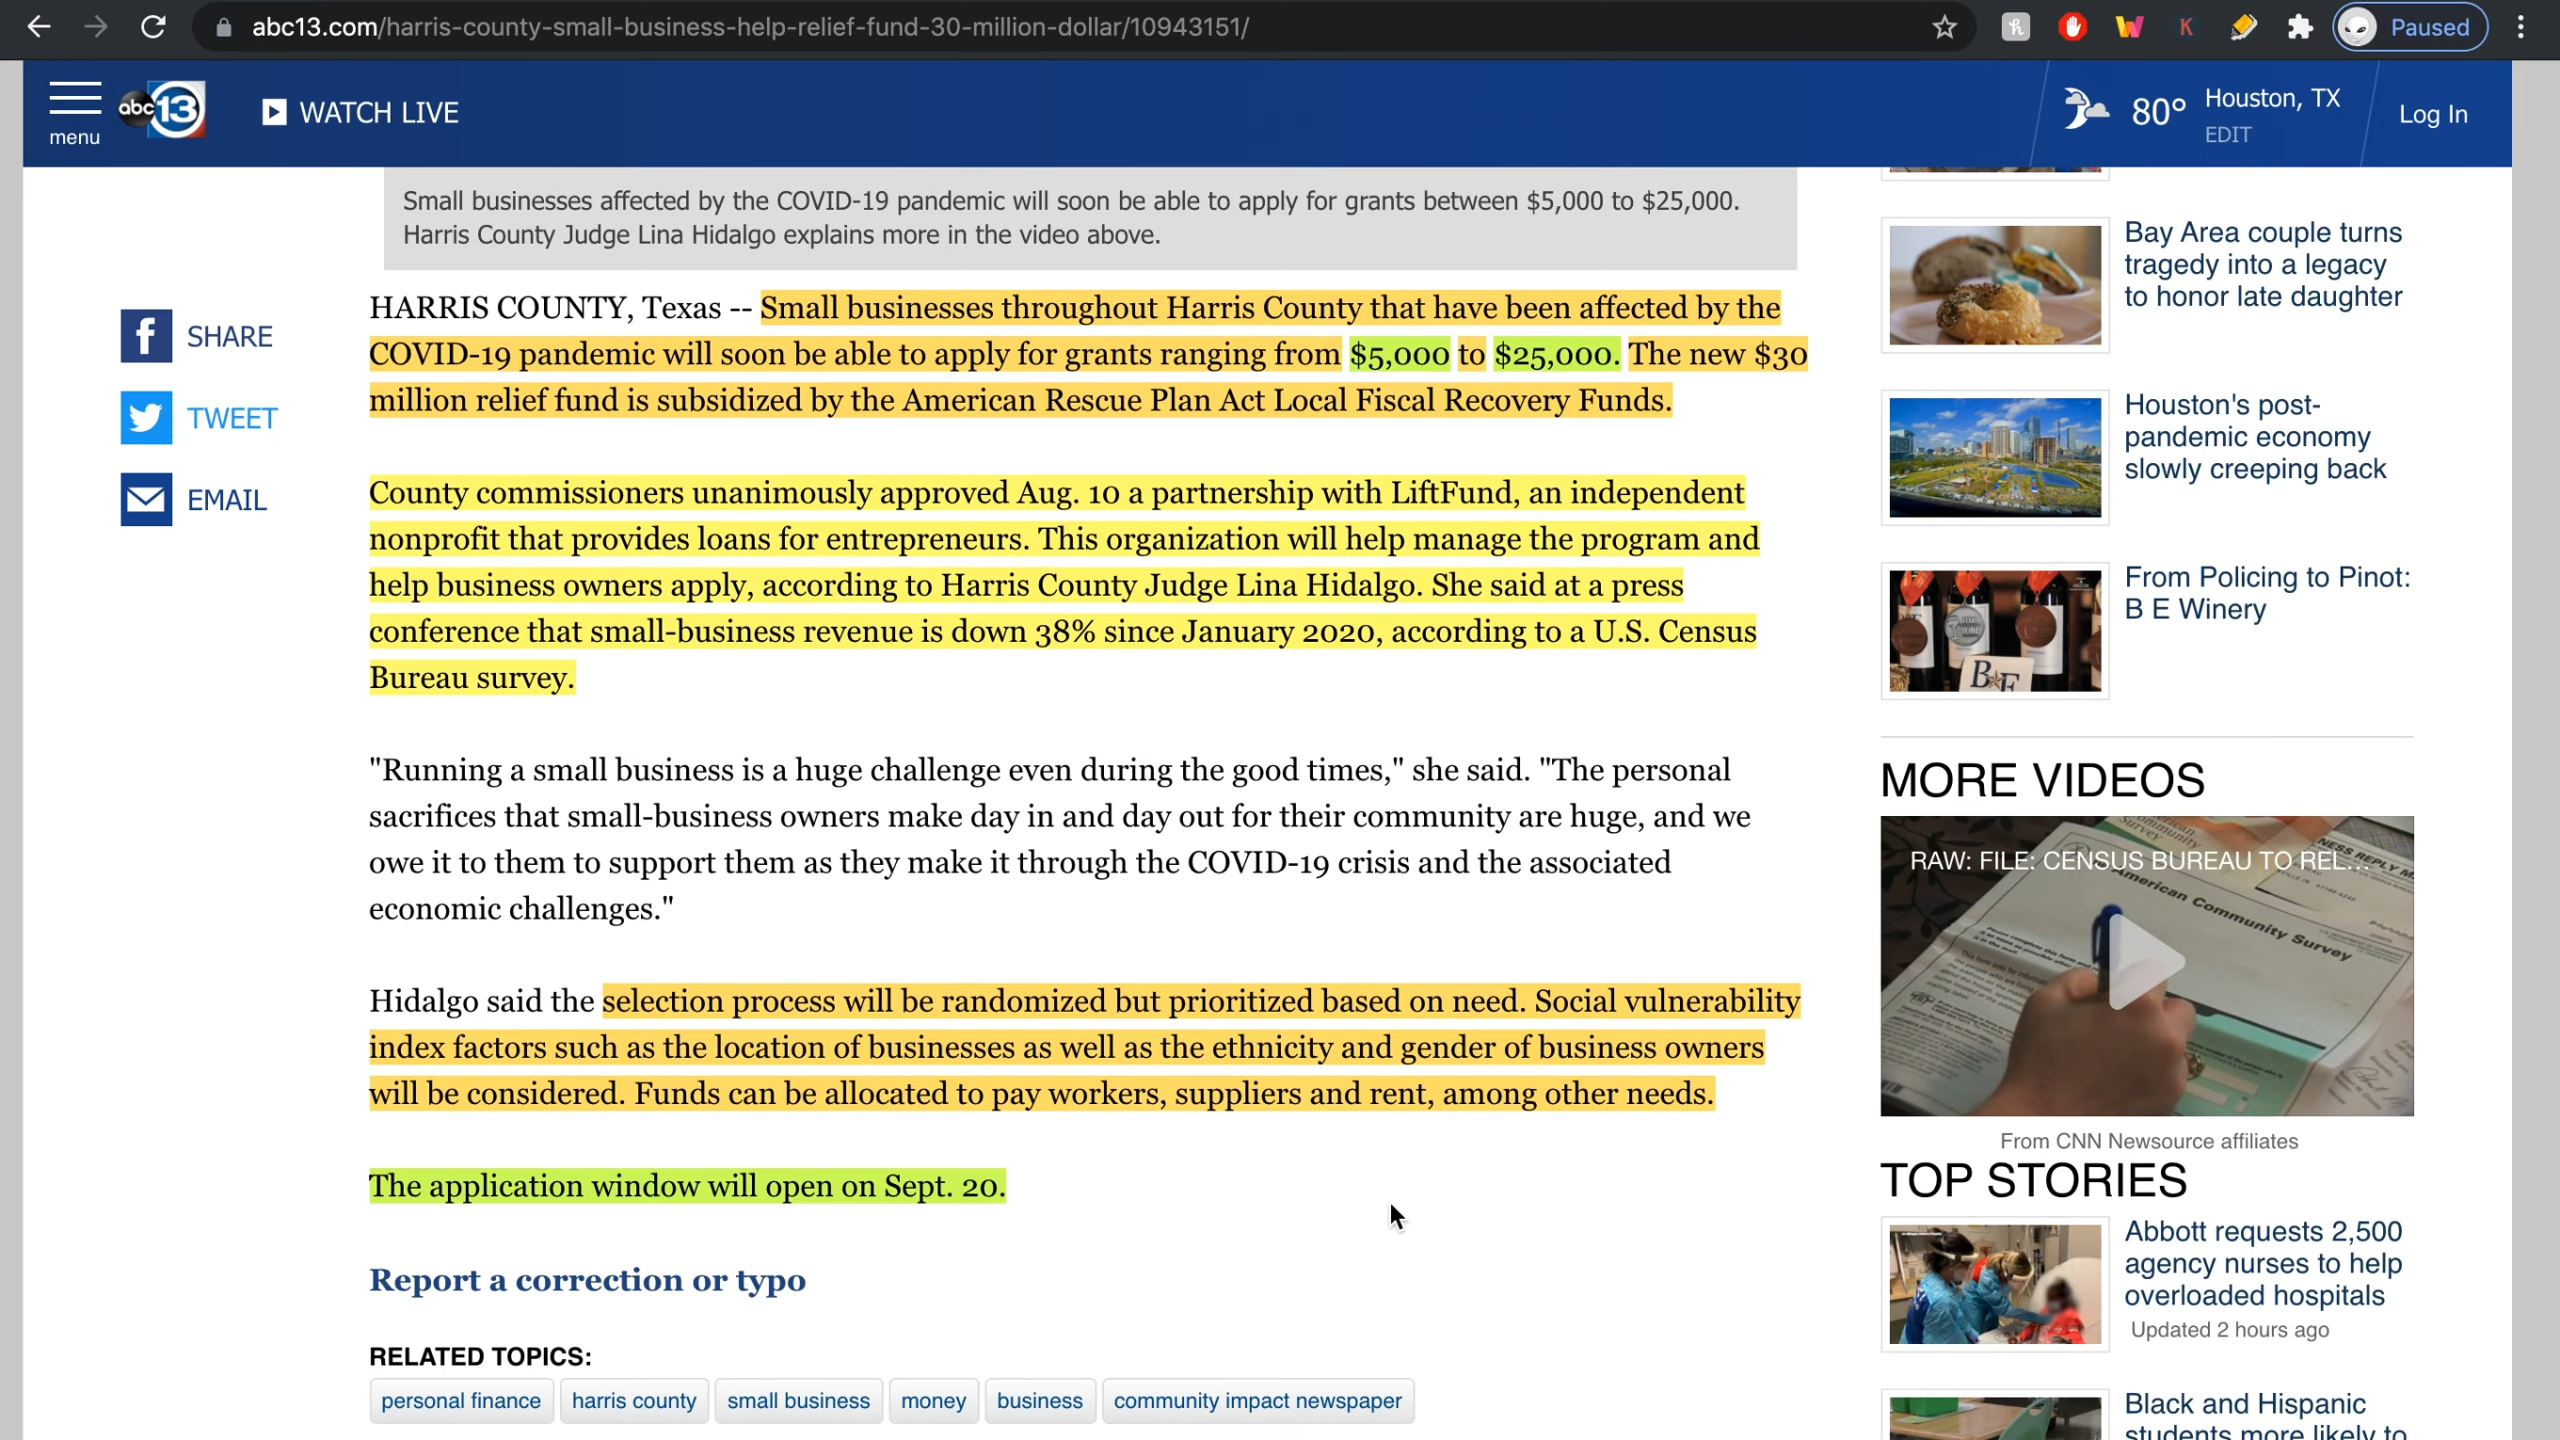 abc13.com/harris-county-small-business-help-relief-fund-30-million-dollar/10943151/
Paused
menu
abc13
WATCH LIVE
80°
Houston, TX
EDIT
Log In
Small businesses affected by the COVID-19 pandemic will soon be able to apply for grants between $5,000 to $25,000.
Harris County Judge Lina Hidalgo explains more in the video above.
SHARE
TWEET
EMAIL
HARRIS COUNTY, Texas -- Small businesses throughout Harris County that have been affected by the
COVID-19 pandemic will soon be able to apply for grants ranging from $5,000 to $25,000. The new $30
million relief fund is subsidized by the American Rescue Plan Act Local Fiscal Recovery Funds.
County commissioners unanimously approved Aug. 10 a partnership with LiftFund, an independent
nonprofit that provides loans for entrepreneurs. This organization will help manage the program and
help business owners apply, according to Harris County Judge Lina Hidalgo. She said at a press
conference that small-business revenue is down 38% since January 2020, according to a U.S. Census
Bureau survey.
"Running a small business is a huge challenge even during the good times," she said. "The personal
sacrifices that small-business owners make day in and day out for their community are huge, and we
owe it to them to support them as they make it through the COVID-19 crisis and the associated
economic challenges."
Hidalgo said the selection process will be randomized but prioritized based on need. Social vulnerability
index factors such as the location of businesses as well as the ethnicity and gender of business owners
will be considered. Funds can be allocated to pay workers, suppliers and rent, among other needs.
The application window will open on Sept. 20.
Report a correction or typo
RELATED TOPICS:
personal finance
harris county
small business
money
business
community impact newspaper
Bay Area couple turns
tragedy into a legacy
to honor late daughter
Houston's post-
pandemic economy
slowly creeping back
From Policing to Pinot:
B E Winery
MORE VIDEOS
RAW: FILE: CENSUS BUREAU TO REL...
American Community Survey
From CNN Newsource affiliates
TOP STORIES
Abbott requests 2,500
agency nurses to help
overloaded hospitals
Updated 2 hours ago
Black and Hispanic
students more likely to